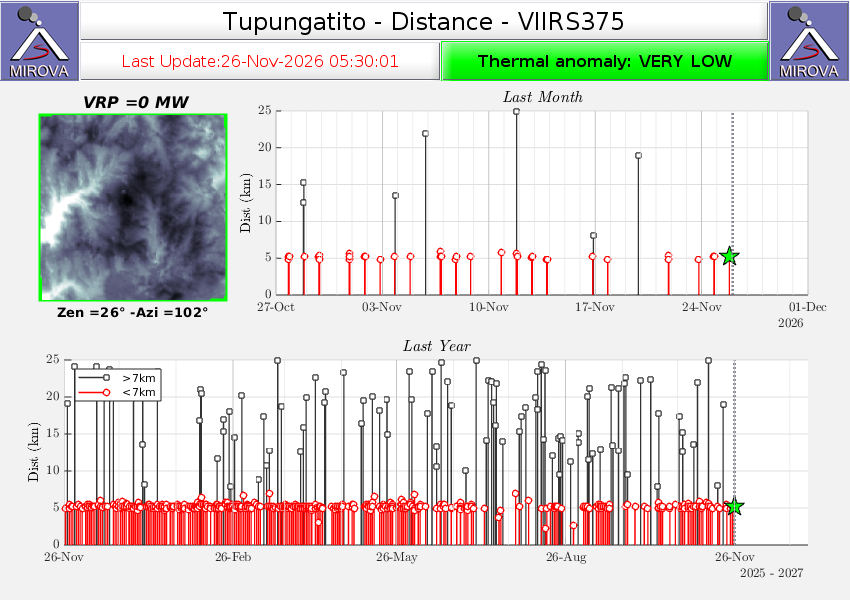 MIROVA
Tupungatito - Distance - VIIRS375
MIROVA
Last Update:26-Nov-2026 05:30:01
Thermal anomaly: VERY LOW
VRP =0 MW
Zen =26° -Azi =102°
Last Month
Dist (km)
25
20
15
10
5
0
27-Oct
03-Nov
10-Nov
17-Nov
24-Nov
01-Dec
2026
Last Year
Dist (km)
25
20
15
10
5
0
>7km
<7km
26-Nov
26-Feb
26-May
26-Aug
26-Nov
2025 - 2027